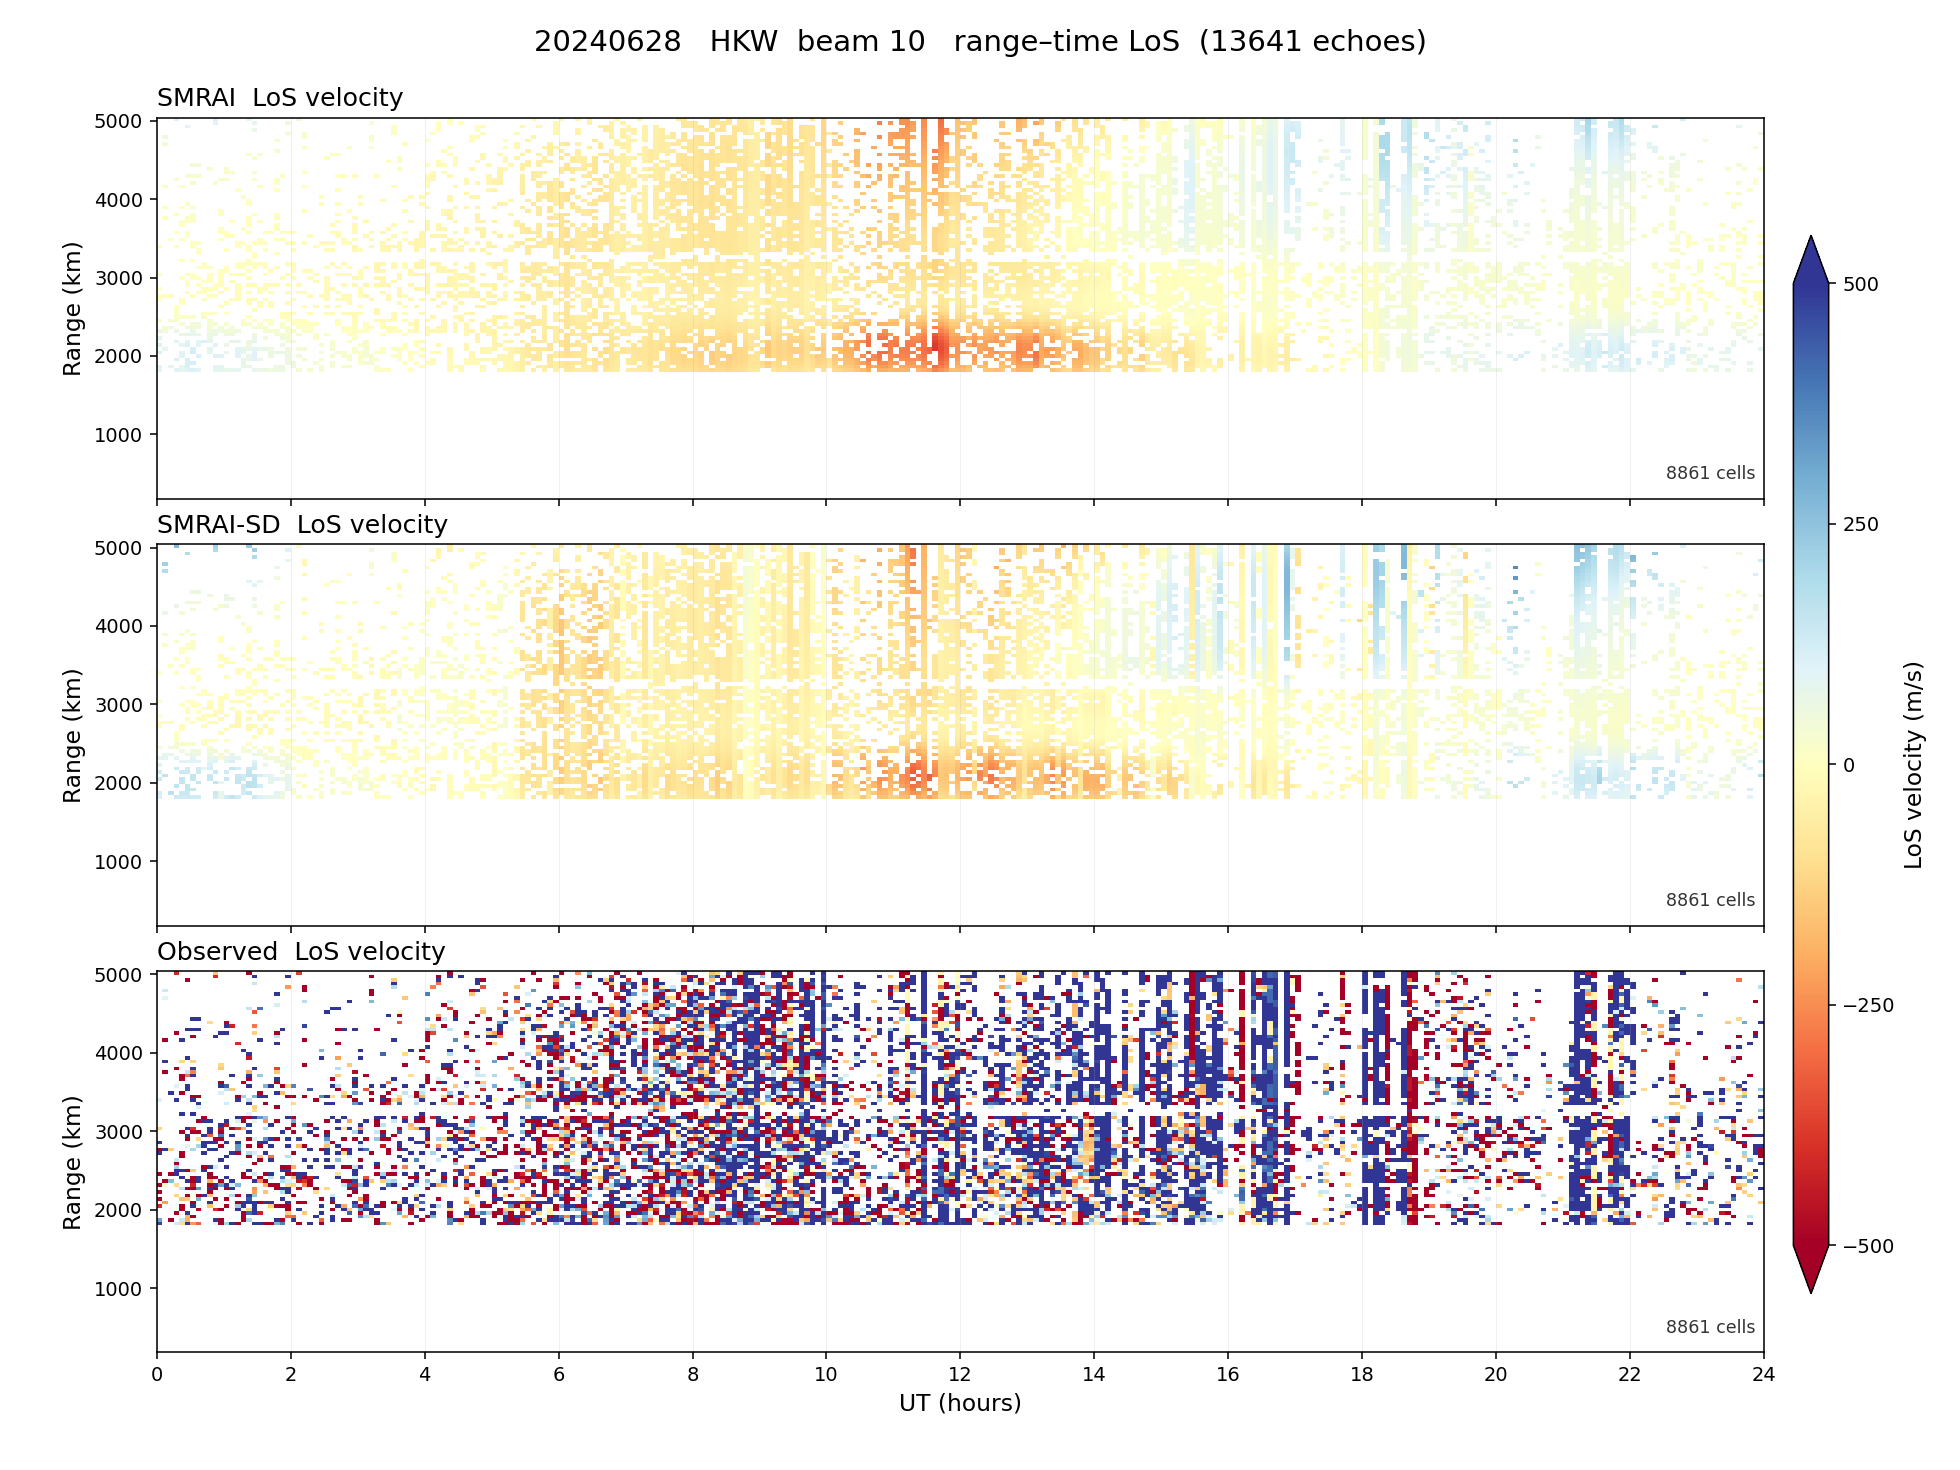 20240628   HKW  beam 10   range–time LoS  (13641 echoes)
SMRAI  LoS velocity
5000
4000
3000
2000
1000
Range (km)
8861 cells
SMRAI-SD  LoS velocity
5000
4000
3000
2000
1000
Range (km)
8861 cells
Observed  LoS velocity
5000
4000
3000
2000
1000
Range (km)
8861 cells
0 2 4 6 8 10 12 14 16 18 20 22 24
UT (hours)
500
250
0
−250
−500
LoS velocity (m/s)